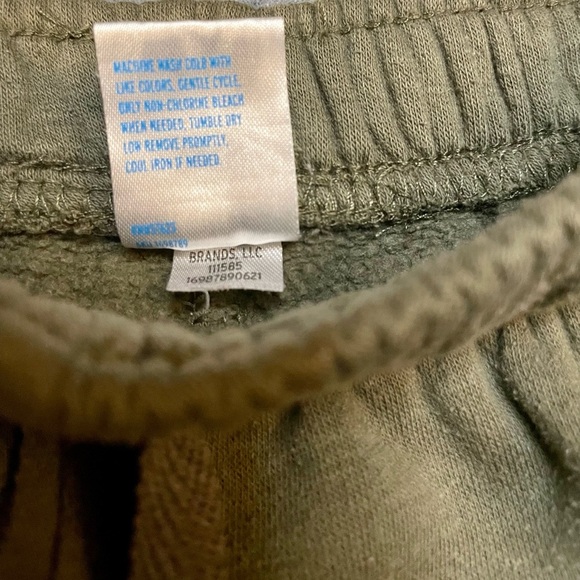 MACHINE WASH COLD WITH
LIKE COLORS, GENTLE CYCLE,
ONLY NON-CHLORINE BLEACH
WHEN NEEDED, TUMBLE DRY
LOW REMOVE PROMPTLY,
COOL IRON IF NEEDED.
BRANDS, LLC
111585
16987890621